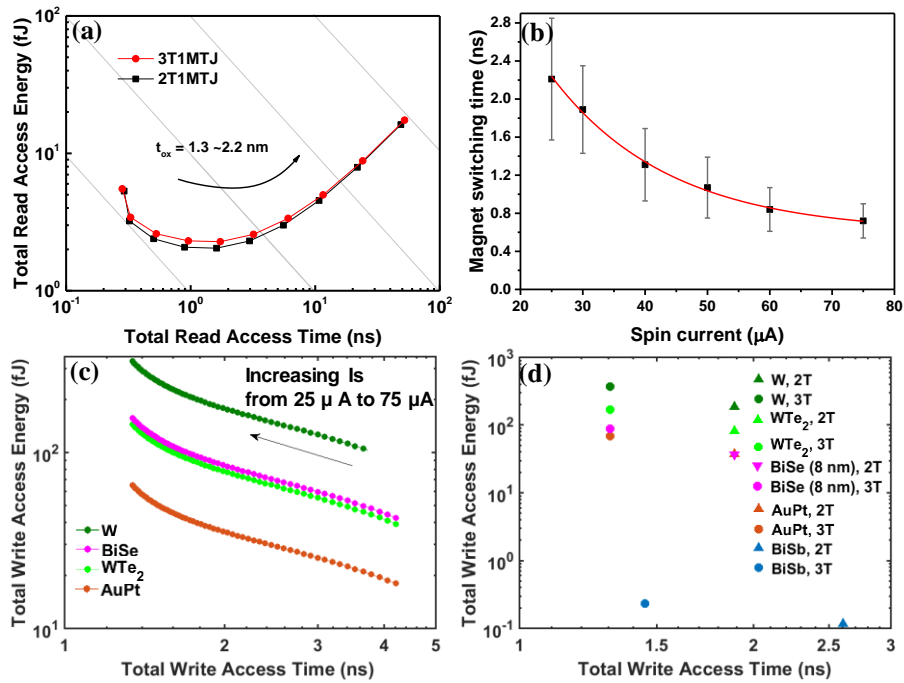 (a)
Total Read Access Energy (fJ)
10²
10¹
10⁰
3T1MTJ
2T1MTJ
tox = 1.3 ~2.2 nm
10⁻¹ 10⁰ 10¹ 10²
Total Read Access Time (ns)
(b)
Magnet switching time (ns)
2.8
2.4
2.0
1.6
1.2
0.8
0.4
0.0
20 30 40 50 60 70 80
Spin current (μA)
(c)
Total Write Access Energy (fJ)
10²
10¹
Increasing Is
from 25 μ A to 75 μA
W
BiSe
WTe₂
AuPt
1 2 3 4 5
Total Write Access Time (ns)
(d)
Total Write Access Energy (fJ)
10³
10²
10¹
10⁰
10⁻¹
W, 2T
W, 3T
WTe₂, 2T
WTe₂, 3T
BiSe (8 nm), 2T
BiSe (8 nm), 3T
AuPt, 2T
AuPt, 3T
BiSb, 2T
BiSb, 3T
1 1.5 2 2.5 3
Total Write Access Time (ns)